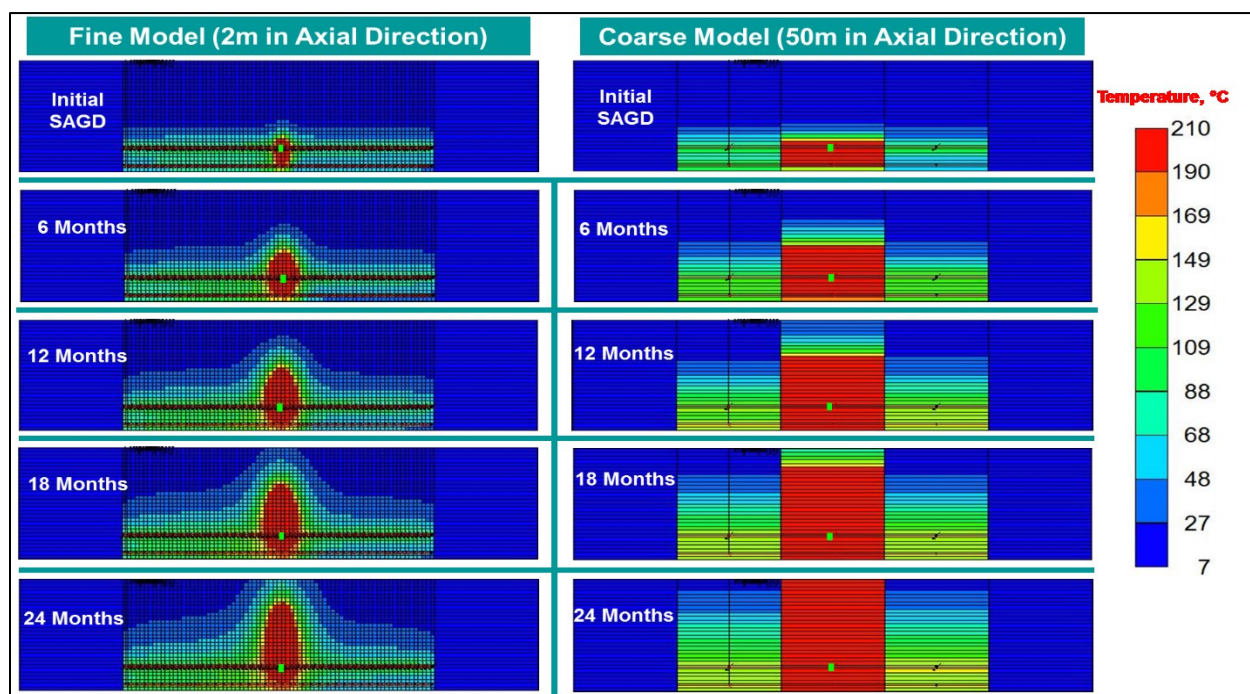 Fine Model (2m in Axial Direction)
Coarse Model (50m in Axial Direction)
Initial
SAGD
Initial
SAGD
Temperature, °C
210
190
169
149
129
109
88
68
48
27
7
6 Months
6 Months
12 Months
12 Months
18 Months
18 Months
24 Months
24 Months